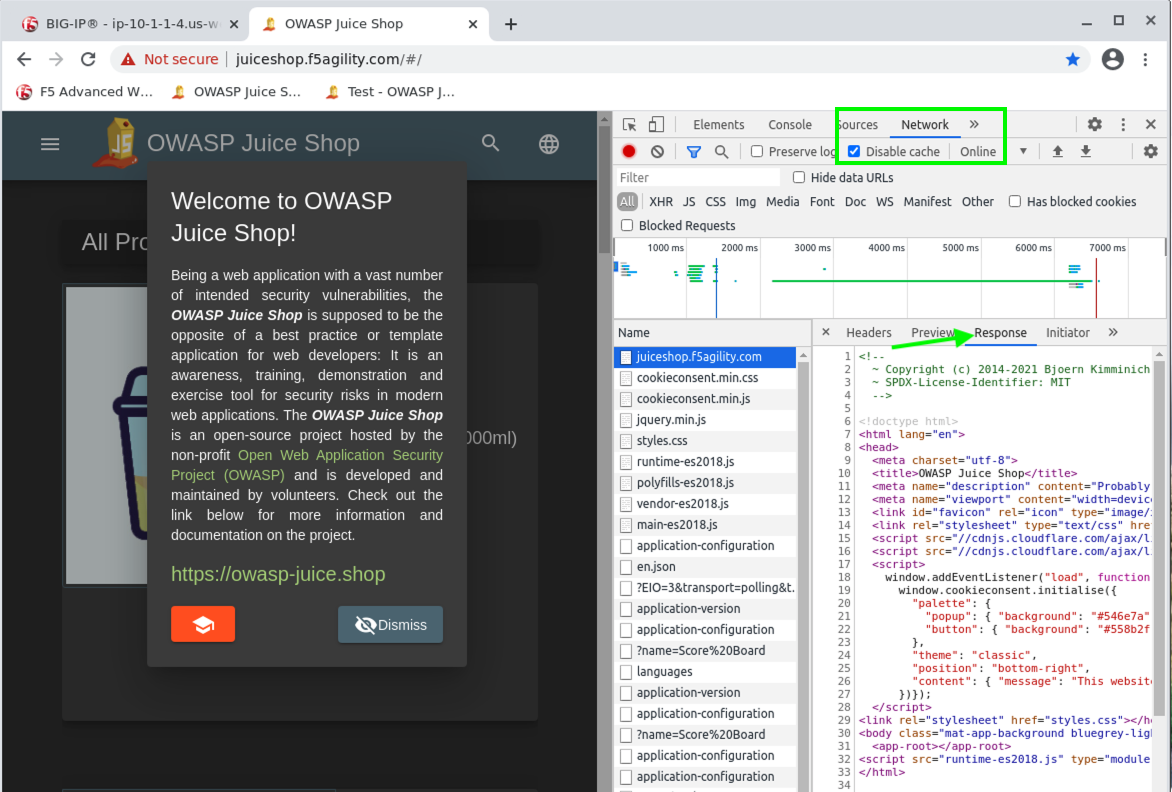 BIG-IP® - ip-10-1-1-4.us-w
OWASP Juice Shop
Not secure juiceshop.f5agility.com/#/
F5 Advanced W... OWASP Juice S... Test - OWASP J...
JS OWASP Juice Shop
All Pro
Welcome to OWASP
Juice Shop!
Being a web application with a vast number
of intended security vulnerabilities, the
OWASP Juice Shop is supposed to be the
opposite of a best practice or template
application for web developers: It is an
awareness, training, demonstration and
exercise tool for security risks in modern
web applications. The OWASP Juice Shop
is an open-source project hosted by the
non-profit Open Web Application Security
Project (OWASP) and is developed and
maintained by volunteers. Check out the
link below for more information and
documentation on the project.
https://owasp-juice.shop
Dismiss
000ml)
Elements Console Sources Network »
Preserve log Disable cache Online
Filter Hide data URLs
All XHR JS CSS Img Media Font Doc WS Manifest Other Has blocked cookies
Blocked Requests
1000 ms 2000 ms 3000 ms 4000 ms 5000 ms 6000 ms 7000 ms
Name
juiceshop.f5agility.com
cookieconsent.min.css
cookieconsent.min.js
jquery.min.js
styles.css
runtime-es2018.js
polyfills-es2018.js
vendor-es2018.js
main-es2018.js
application-configuration
en.json
?EIO=3&transport=polling&t.
application-version
application-configuration
?name=Score%20Board
languages
application-version
application-configuration
?name=Score%20Board
application-configuration
application-configuration
× Headers Preview Response Initiator »
1 <!--
2 ~ Copyright (c) 2014-2021 Bjoern Kimminich
3 ~ SPDX-License-Identifier: MIT
4 -->
5
6 <!doctype html>
7 <html lang="en">
8 <head>
9 <meta charset="utf-8">
10 <title>OWASP Juice Shop</title>
11 <meta name="description" content="Probably
12 <meta name="viewport" content="width=devic
13 <link id="favicon" rel="icon" type="image/
14 <link rel="stylesheet" type="text/css" hre
15 <script src="//cdnjs.cloudflare.com/ajax/l
16 <script src="//cdnjs.cloudflare.com/ajax/l
17 <script>
18 window.addEventListener("load", function
19 window.cookieconsent.initialise({
20 "palette": {
21 "popup": { "background": "#546e7a"
22 "button": { "background": "#558b2f
23 },
24 "theme": "classic",
25 "position": "bottom-right",
26 "content": { "message": "This websit
27 })});
28 </script>
29 <link rel="stylesheet" href="styles.css"></h
30 <body class="mat-app-background bluegrey-lig
31 <app-root></app-root>
32 <script src="runtime-es2018.js" type="module
33 </html>
34